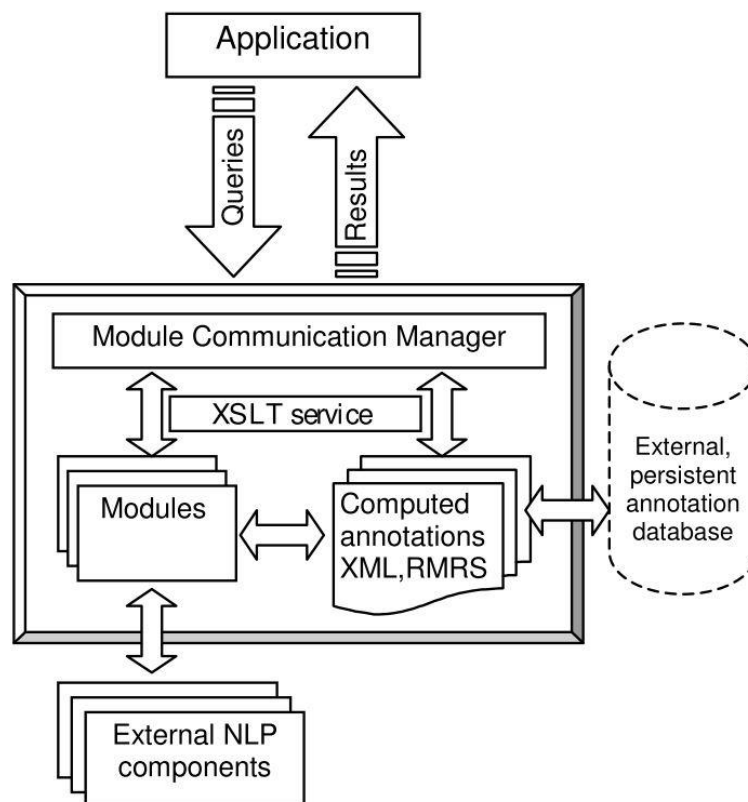 Application
Queries
Results
Module Communication Manager
XSLT service
Modules
Computed
annotations
XML,RMRS
External,
persistent
annotation
database
External NLP
components